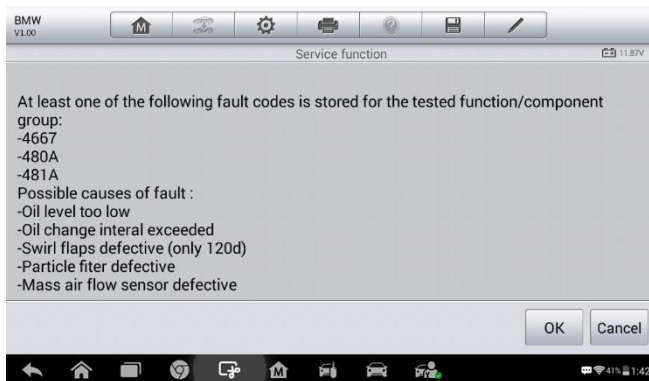 BMW
V1.00
Service function
11.87V
At least one of the following fault codes is stored for the tested function/component
group:
-4667
-480A
-481A
Possible causes of fault :
-Oil level too low
-Oil change interal exceeded
-Swirl flaps defective (only 120d)
-Particle fiter defective
-Mass air flow sensor defective
OK
Cancel
41%
1:42